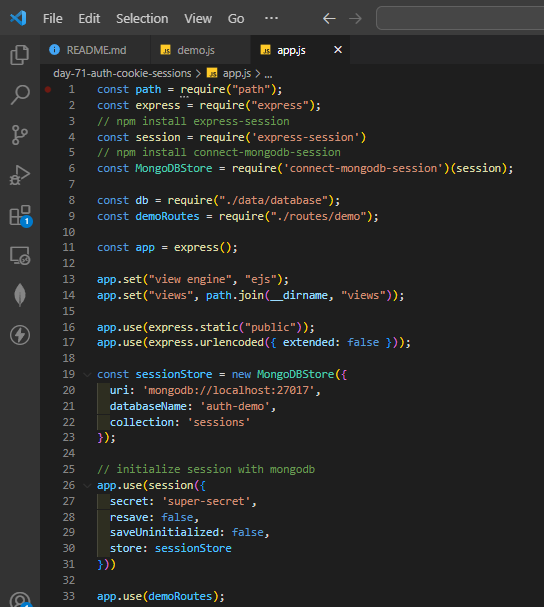 File Edit Selection View Go ...
README.md demo.js app.js
day-71-auth-cookie-sessions > JS app.js > ...
1 const path = require("path");
2 const express = require("express");
3 // npm install express-session
4 const session = require('express-session')
5 // npm install connect-mongodb-session
6 const MongoDBStore = require('connect-mongodb-session')(session);
7
8 const db = require("./data/database");
9 const demoRoutes = require("./routes/demo");
10
11 const app = express();
12
13 app.set("view engine", "ejs");
14 app.set("views", path.join(__dirname, "views"));
15
16 app.use(express.static("public"));
17 app.use(express.urlencoded({ extended: false }));
18
19 const sessionStore = new MongoDBStore({
20   uri: 'mongodb://localhost:27017',
21   databaseName: 'auth-demo',
22   collection: 'sessions'
23 });
24
25 // initialize session with mongodb
26 app.use(session({
27   secret: 'super-secret',
28   resave: false,
29   saveUninitialized: false,
30   store: sessionStore
31 }))
32
33 app.use(demoRoutes);
1